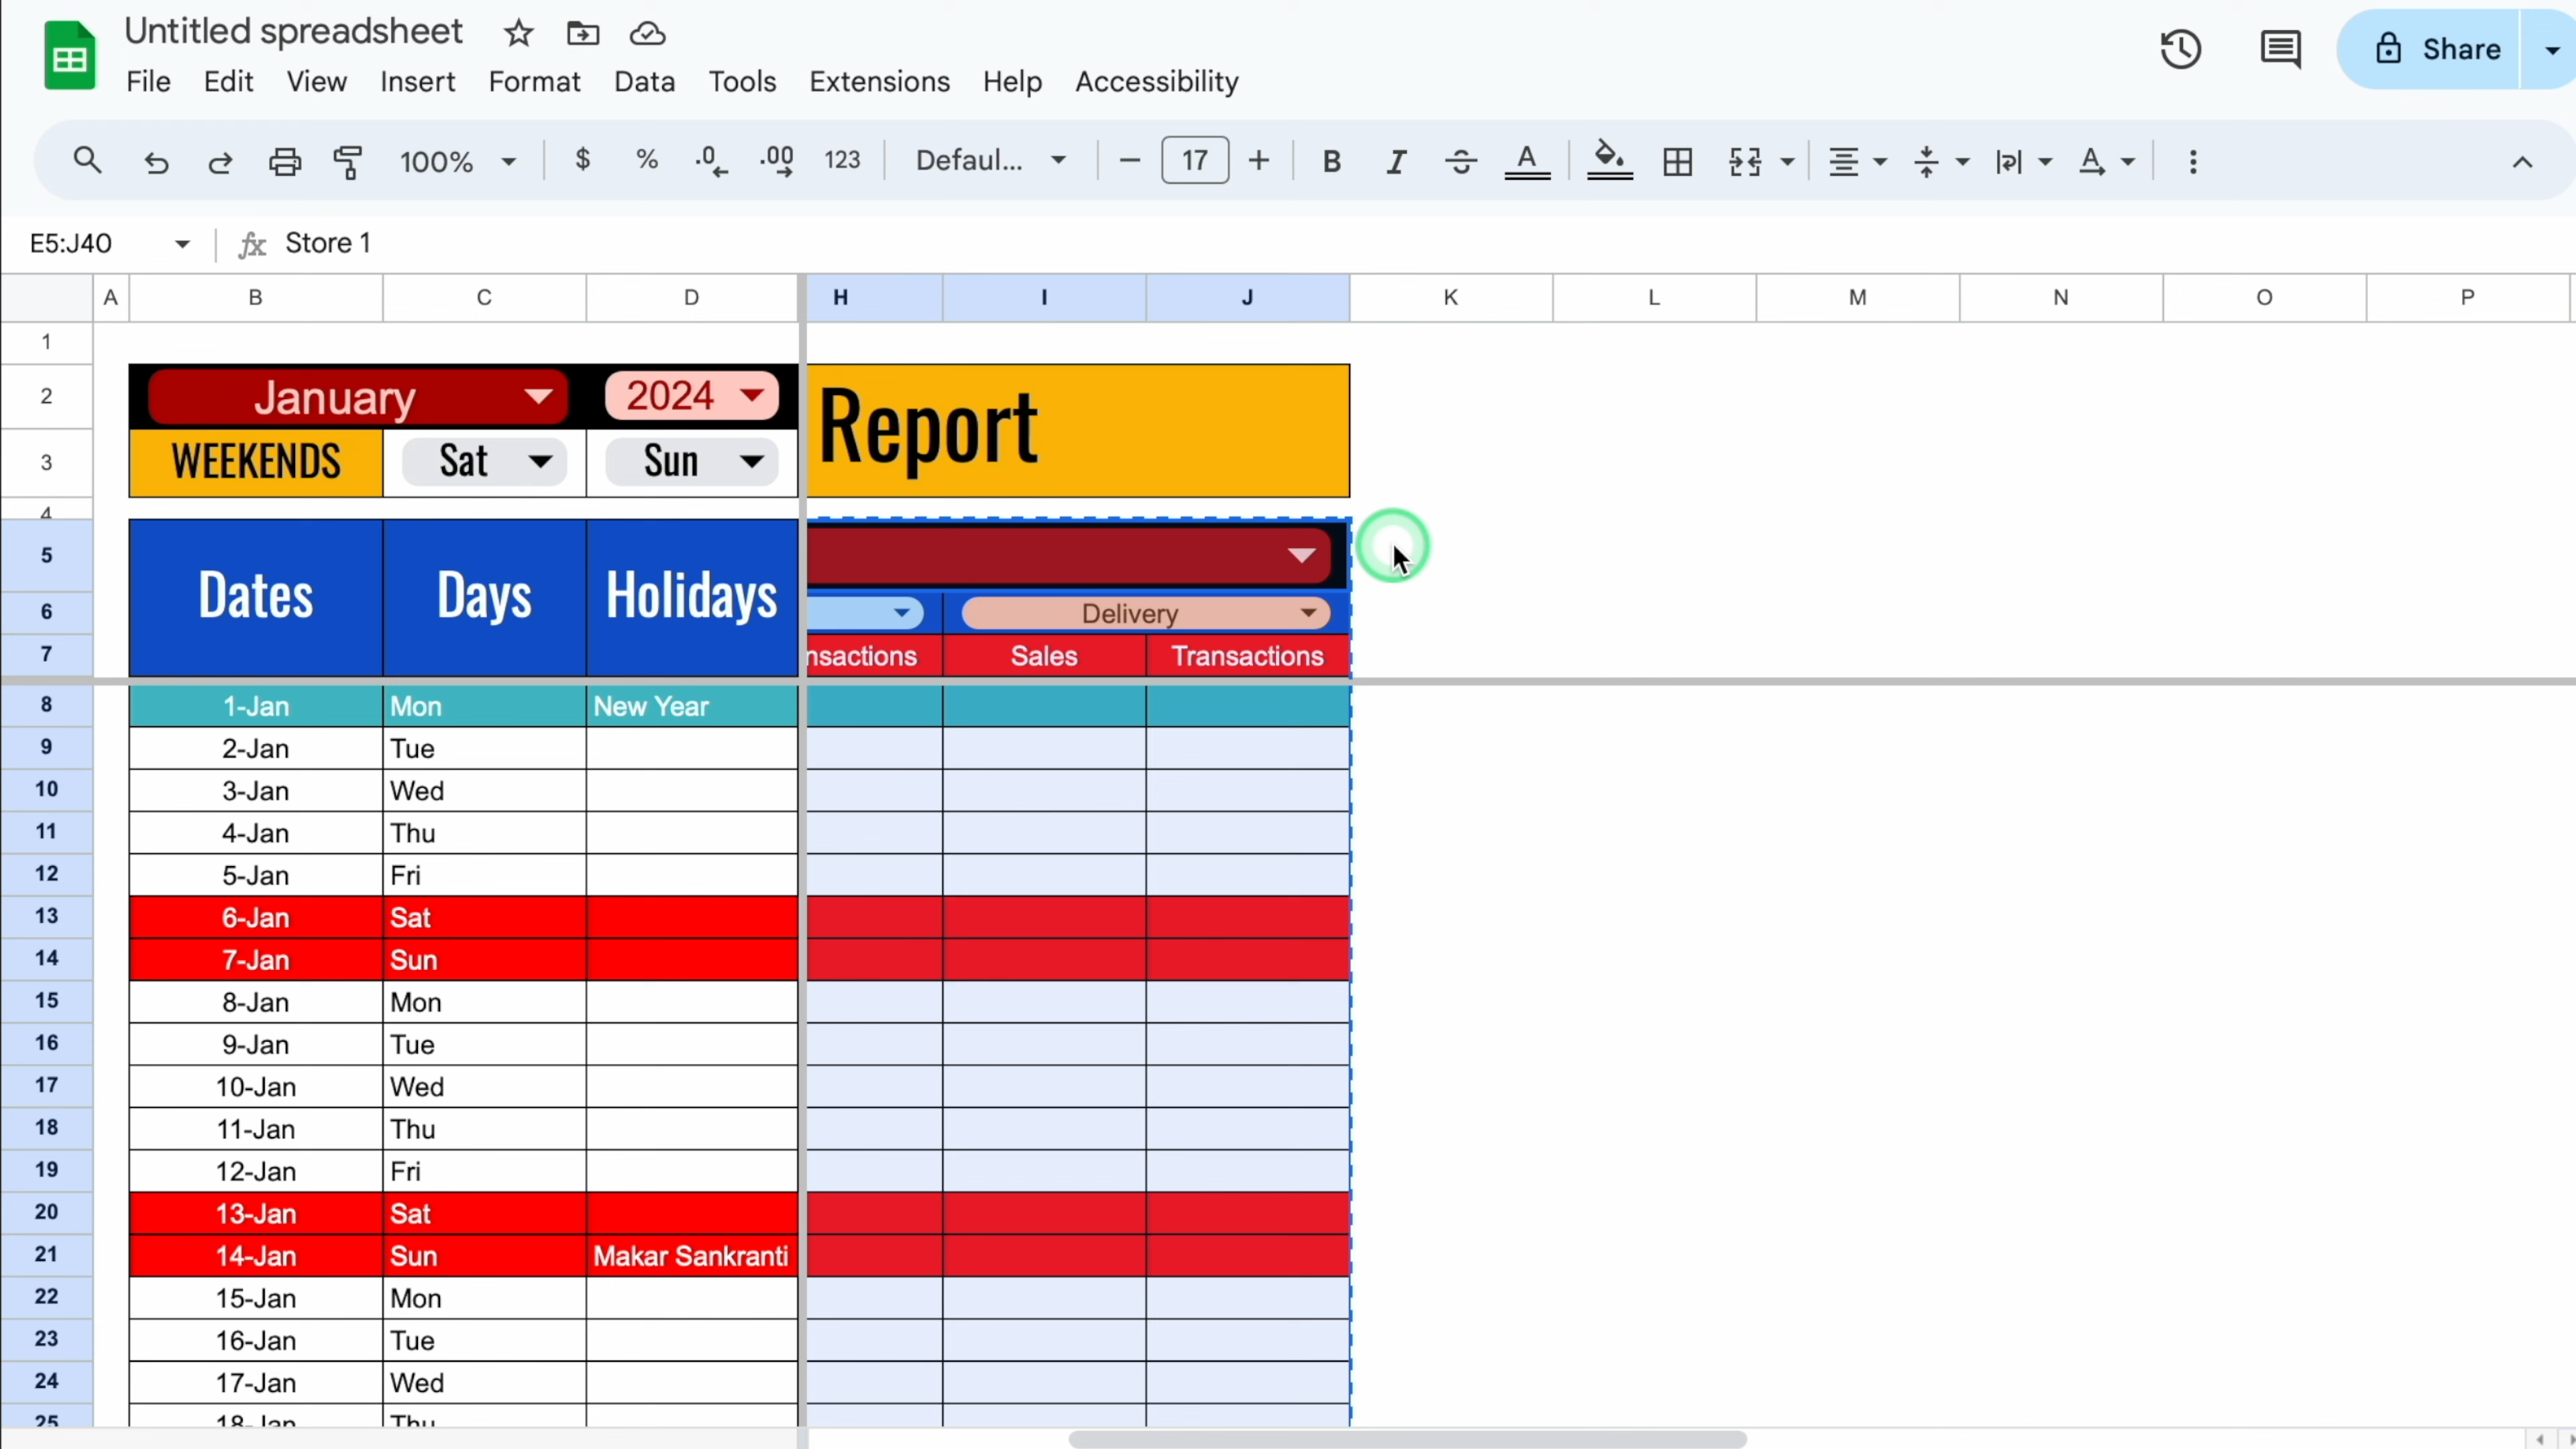 Untitled spreadsheet
File Edit View Insert Format Data Tools Extensions Help Accessibility
Share
100% $ % .0 .00 123 Defaul... 17 B I A A
E5:J40 fx Store 1
A B C D H I J K L M N O P
1
2 January 2024 Report
3 WEEKENDS Sat Sun
4
5 Dates Days Holidays
6 Delivery
7 nsactions Sales Transactions
8 1-Jan Mon New Year
9 2-Jan Tue
10 3-Jan Wed
11 4-Jan Thu
12 5-Jan Fri
13 6-Jan Sat
14 7-Jan Sun
15 8-Jan Mon
16 9-Jan Tue
17 10-Jan Wed
18 11-Jan Thu
19 12-Jan Fri
20 13-Jan Sat
21 14-Jan Sun Makar Sankranti
22 15-Jan Mon
23 16-Jan Tue
24 17-Jan Wed
25 18-Jan Thu